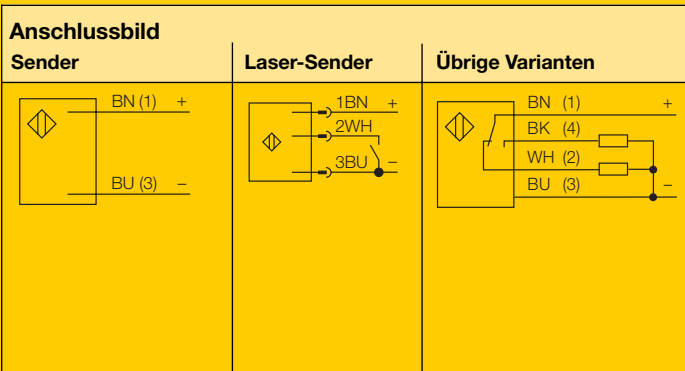 Anschlussbild
Sender
BN (1) +
BU (3) –
Laser-Sender
1BN +
2WH
3BU –
Übrige Varianten
BN (1) +
BK (4)
WH (2)
BU (3) –